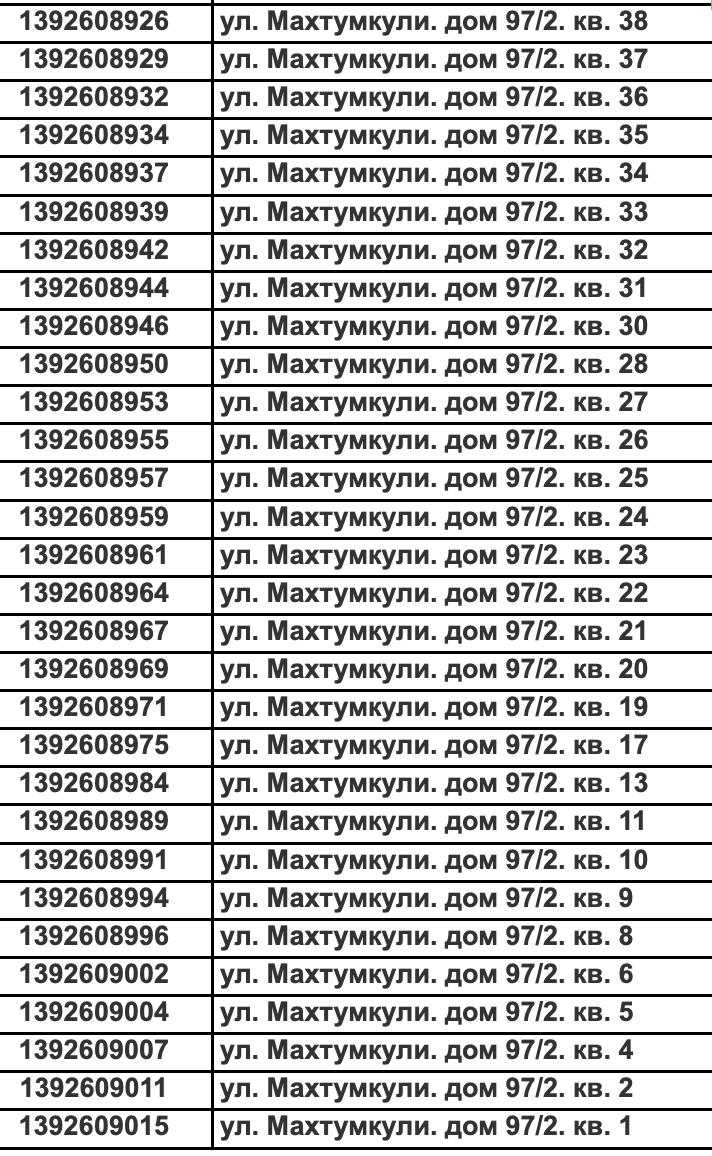 1392608926 ул. Махтумкули. дом 97/2. кв. 38
1392608929 ул. Махтумкули. дом 97/2. кв. 37
1392608932 ул. Махтумкули. дом 97/2. кв. 36
1392608934 ул. Махтумкули. дом 97/2. кв. 35
1392608937 ул. Махтумкули. дом 97/2. кв. 34
1392608939 ул. Махтумкули. дом 97/2. кв. 33
1392608942 ул. Махтумкули. дом 97/2. кв. 32
1392608944 ул. Махтумкули. дом 97/2. кв. 31
1392608946 ул. Махтумкули. дом 97/2. кв. 30
1392608950 ул. Махтумкули. дом 97/2. кв. 28
1392608953 ул. Махтумкули. дом 97/2. кв. 27
1392608955 ул. Махтумкули. дом 97/2. кв. 26
1392608957 ул. Махтумкули. дом 97/2. кв. 25
1392608959 ул. Махтумкули. дом 97/2. кв. 24
1392608961 ул. Махтумкули. дом 97/2. кв. 23
1392608964 ул. Махтумкули. дом 97/2. кв. 22
1392608967 ул. Махтумкули. дом 97/2. кв. 21
1392608969 ул. Махтумкули. дом 97/2. кв. 20
1392608971 ул. Махтумкули. дом 97/2. кв. 19
1392608975 ул. Махтумкули. дом 97/2. кв. 17
1392608984 ул. Махтумкули. дом 97/2. кв. 13
1392608989 ул. Махтумкули. дом 97/2. кв. 11
1392608991 ул. Махтумкули. дом 97/2. кв. 10
1392608994 ул. Махтумкули. дом 97/2. кв. 9
1392608996 ул. Махтумкули. дом 97/2. кв. 8
1392609002 ул. Махтумкули. дом 97/2. кв. 6
1392609004 ул. Махтумкули. дом 97/2. кв. 5
1392609007 ул. Махтумкули. дом 97/2. кв. 4
1392609011 ул. Махтумкули. дом 97/2. кв. 2
1392609015 ул. Махтумкули. дом 97/2. кв. 1